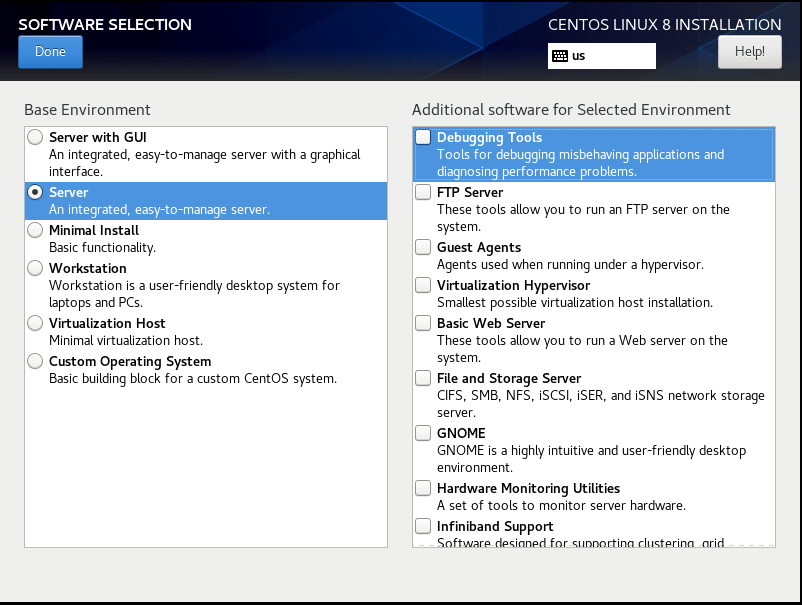 SOFTWARE SELECTION
CENTOS LINUX 8 INSTALLATION
Done
us
Help!
Base Environment
Server with GUI
An integrated, easy-to-manage server with a graphical
interface.
Server
An integrated, easy-to-manage server.
Minimal Install
Basic functionality.
Workstation
Workstation is a user-friendly desktop system for
laptops and PCs.
Virtualization Host
Minimal virtualization host.
Custom Operating System
Basic building block for a custom CentOS system.
Additional software for Selected Environment
Debugging Tools
Tools for debugging misbehaving applications and
diagnosing performance problems.
FTP Server
These tools allow you to run an FTP server on the
system.
Guest Agents
Agents used when running under a hypervisor.
Virtualization Hypervisor
Smallest possible virtualization host installation.
Basic Web Server
These tools allow you to run a Web server on the
system.
File and Storage Server
CIFS, SMB, NFS, iSCSI, iSER, and iSNS network storage
server.
GNOME
GNOME is a highly intuitive and user-friendly desktop
environment.
Hardware Monitoring Utilities
A set of tools to monitor server hardware.
Infiniband Support
Software designed for supporting clustering, grid